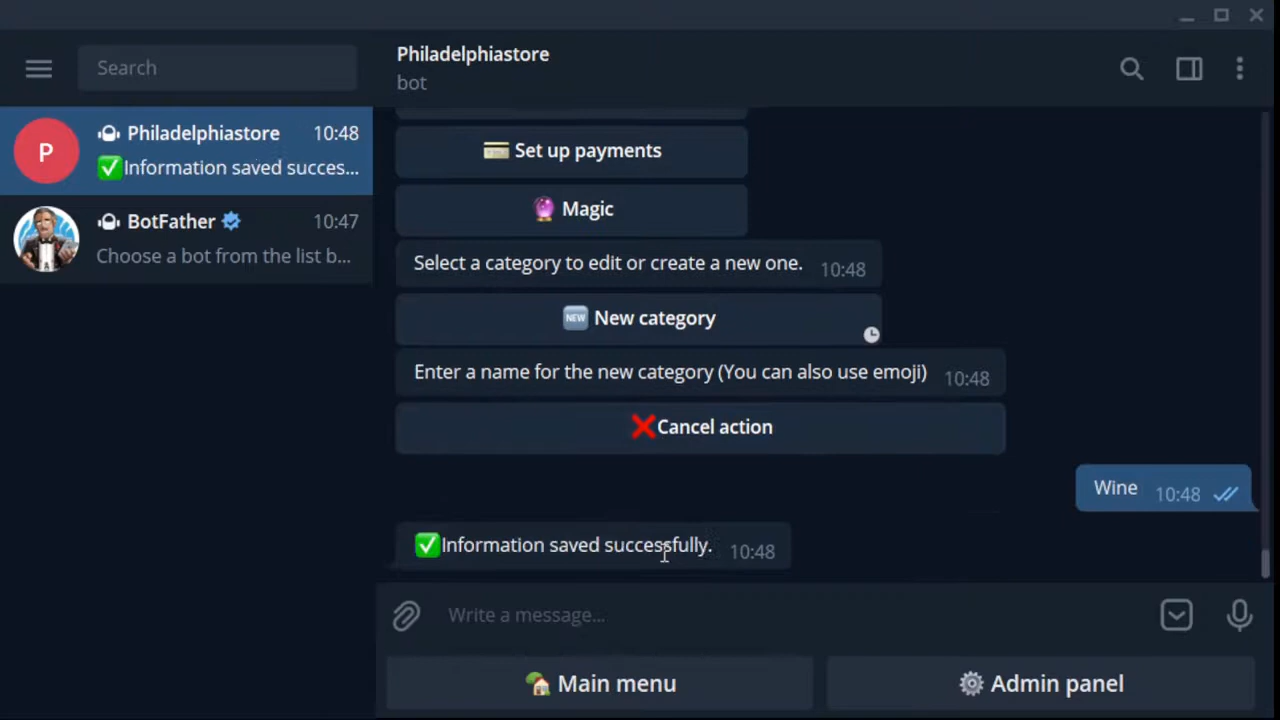 Search
Philadelphiastore
bot
Philadelphiastore 10:48
✅Information saved succes...
BotFather 10:47
Choose a bot from the list b...
💳 Set up payments
🔮 Magic
Select a category to edit or create a new one. 10:48
🆕 New category
Enter a name for the new category (You can also use emoji) 10:48
❌Cancel action
Wine 10:48
✅Information saved successfully. 10:48
Write a message...
🏡 Main menu
⚙️ Admin panel
P